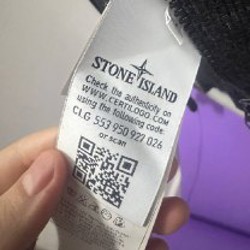 STONE ISLAND
Check the authenticity on
WWW.CERTILOGO.COM
using the following code:
CLG 553 950 927 026
or scan